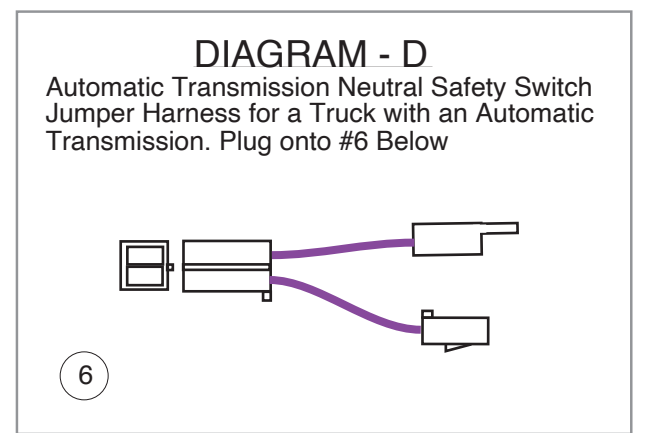 DIAGRAM - D
Automatic Transmission Neutral Safety Switch
Jumper Harness for a Truck with an Automatic
Transmission. Plug onto #6 Below
6